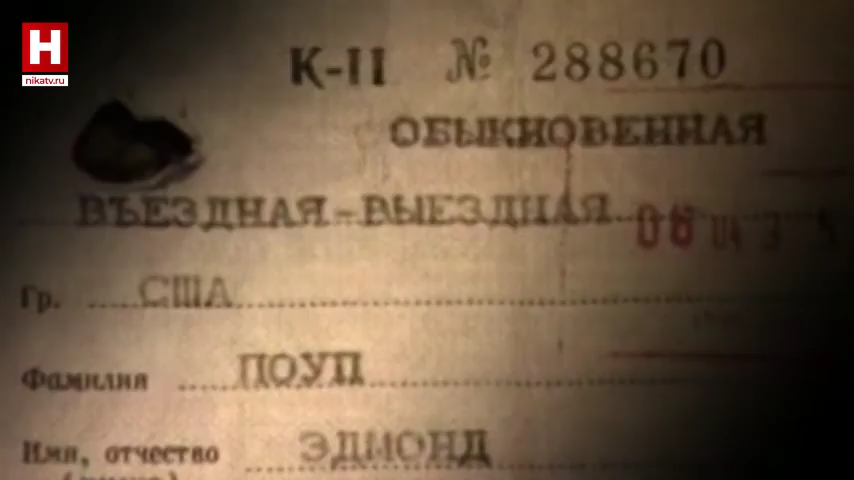 Н
nikatv.ru
К-II № 288670
ОБЫКНОВЕННАЯ
ВЪЕЗДНАЯ-ВЫЕЗДНАЯ
Гр. США
Фамилия ПОУП
Имя, отчество ЭДМОНД